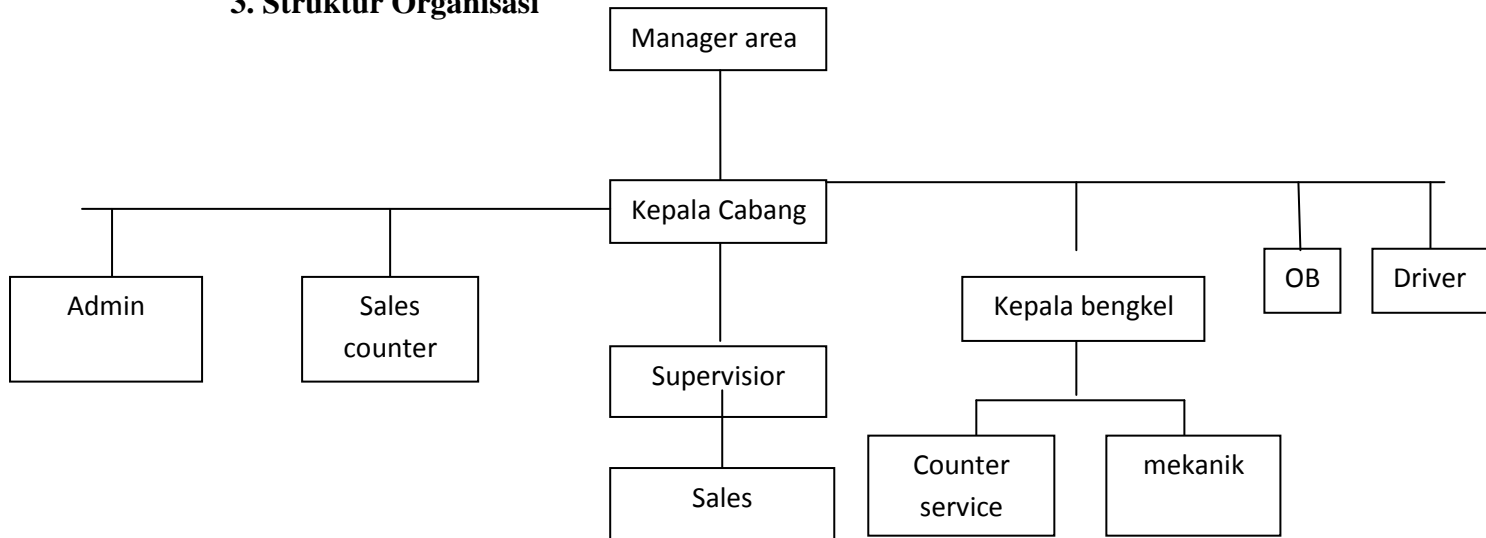 3. Struktur Organisasi
Manager area
Kepala Cabang
Admin
Sales
counter
Supervisior
Sales
Kepala bengkel
OB
Driver
Counter
service
mekanik